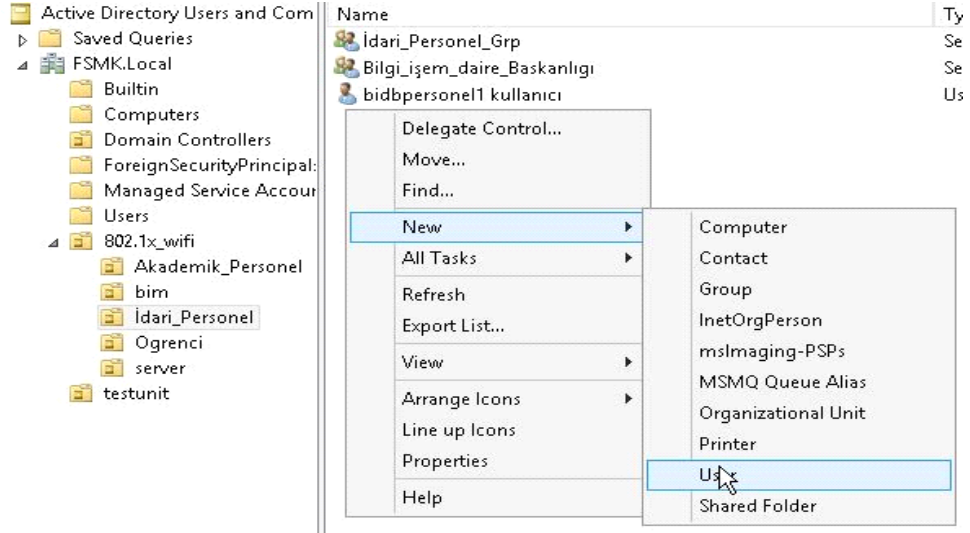 Active Directory Users and Com
Saved Queries
FSMK.Local
Builtin
Computers
Domain Controllers
ForeignSecurityPrincipal:
Managed Service Accour
Users
802.1x_wifi
Akademik_Personel
bim
İdari_Personel
Ogrenci
server
testunit
Name
Ty
İdari_Personel_Grp
Se
Bilgi_işem_daire_Baskanlıgı
Se
bidbpersonel1 kullanıcı
Us
Delegate Control...
Move...
Find...
New
All Tasks
Refresh
Export List...
View
Arrange Icons
Line up Icons
Properties
Help
Computer
Contact
Group
InetOrgPerson
msImaging-PSPs
MSMQ Queue Alias
Organizational Unit
Printer
User
Shared Folder